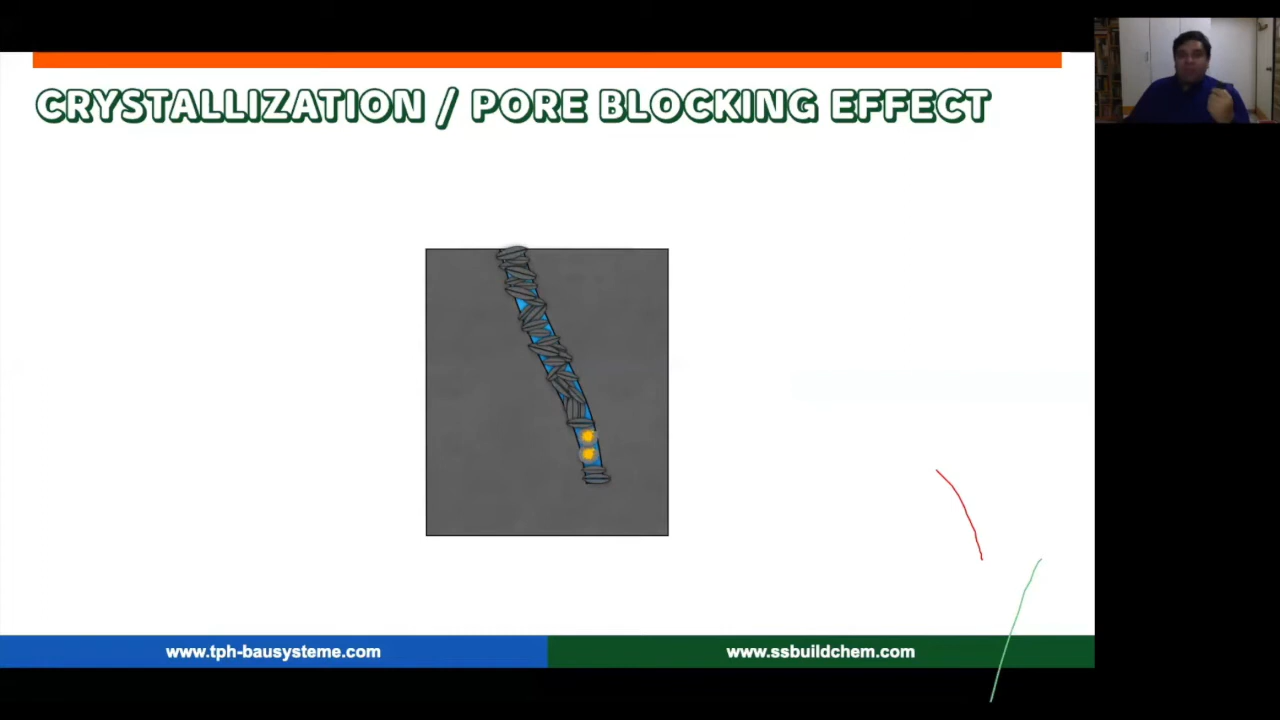 CRYSTALLIZATION / PORE BLOCKING EFFECT
www.tph-bausysteme.com
www.ssbuildchem.com